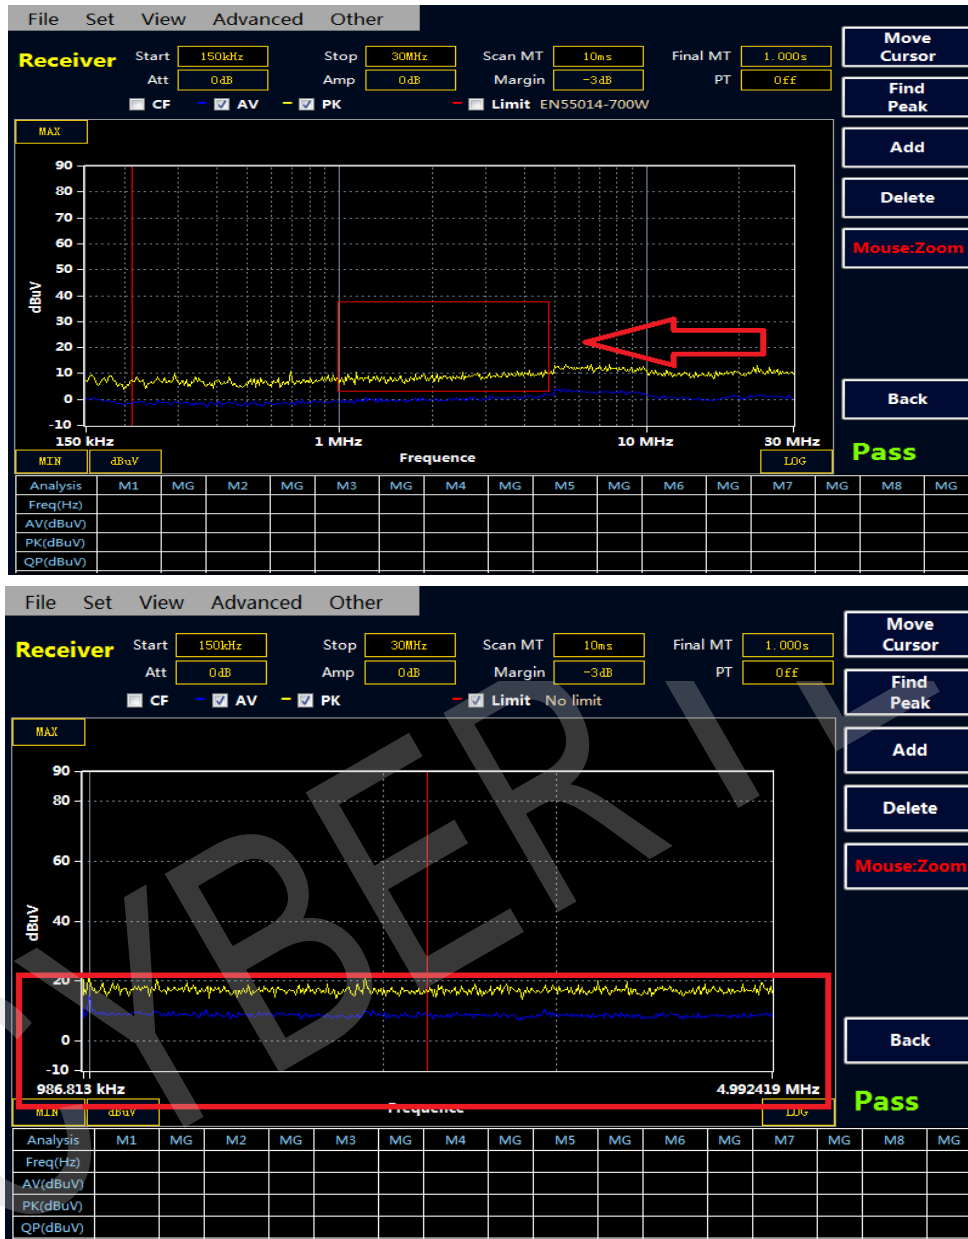 File Set View Advanced Other
Receiver Start 150kHz Stop 30MHz Scan MT 10ms Final MT 1.000s
Att 0dB Amp 0dB Margin -3dB PT Off
CF AV PK Limit EN55014-700W
Move Cursor
Find Peak
Add
Delete
Mouse:Zoom
Back
Pass
MAX
90
80
70
60
50
40
30
20
10
0
-10
dBuV
150 kHz 1 MHz 10 MHz 30 MHz
MIN dBuV Frequence LOG
Analysis M1 MG M2 MG M3 MG M4 MG M5 MG M6 MG M7 MG M8 MG
Freq(Hz)
AV(dBuV)
PK(dBuV)
QP(dBuV)
File Set View Advanced Other
Receiver Start 150kHz Stop 30MHz Scan MT 10ms Final MT 1.000s
Att 0dB Amp 0dB Margin -3dB PT Off
CF AV PK Limit No limit
Move Cursor
Find Peak
Add
Delete
Mouse:Zoom
Back
Pass
MAX
90
80
60
40
20
0
-10
dBuV
986.813 kHz 4.992419 MHz
MIN dBuV Frequence LOG
Analysis M1 MG M2 MG M3 MG M4 MG M5 MG M6 MG M7 MG M8 MG
Freq(Hz)
AV(dBuV)
PK(dBuV)
QP(dBuV)